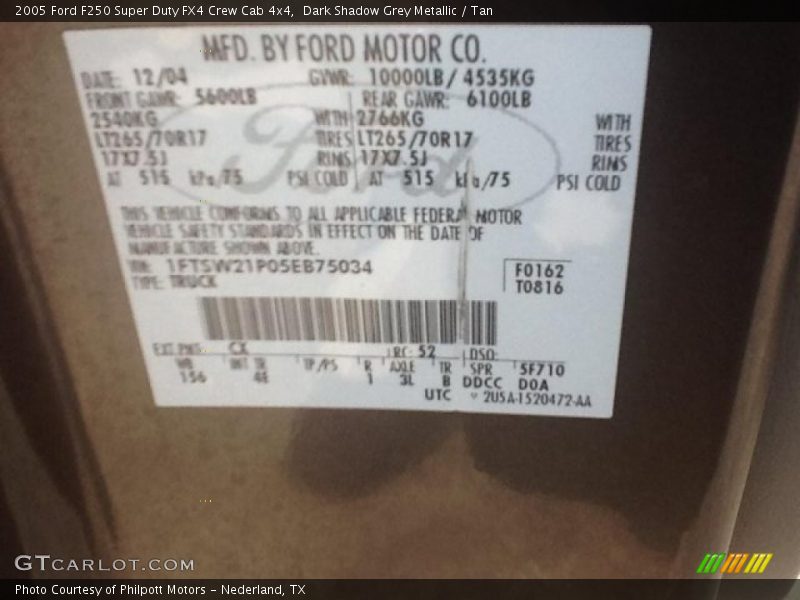 2005 Ford F250 Super Duty FX4 Crew Cab 4x4, Dark Shadow Grey Metallic / Tan
MFD. BY FORD MOTOR CO.
DATE: 12/04 GVWR: 10000LB/ 4535KG
FRONT GAWR: 5600LB REAR GAWR: 6100LB
2540KG WITH 2766KG WITH
LT265/70R17 TIRES LT265/70R17 TIRES
17X7.5J RIMS 17X7.5J RIMS
AT 515 kPa/75 PSI COLD AT 515 kPa/75 PSI COLD
THIS VEHICLE CONFORMS TO ALL APPLICABLE FEDERAL MOTOR
VEHICLE SAFETY STANDARDS IN EFFECT ON THE DATE OF
MANUFACTURE SHOWN ABOVE.
VIN: 1FTSW21P05EB75034 F0162
TYPE: TRUCK T0816
EXT PNT: CX RC: 52 DSO:
WB INT TR TP/PS R AXLE TR SPR 5F710
156 4E 1 3L B DDCC D0A
UTC 2U5A-1520472-AA
Ford
GTCARLOT.COM
Photo Courtesy of Philpott Motors - Nederland, TX